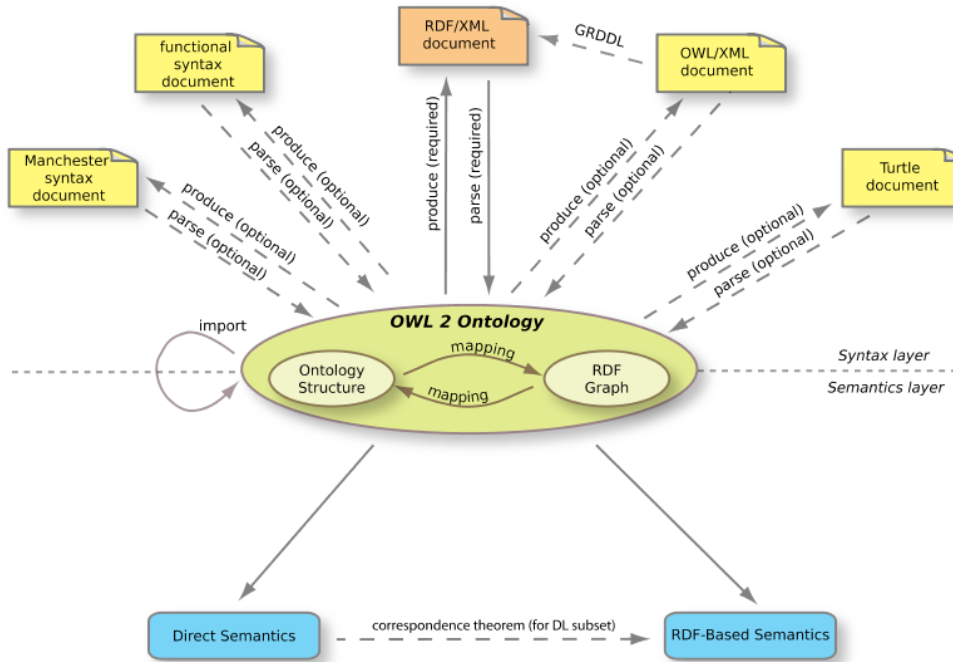 functional
syntax
document
RDF/XML
document
GRDDL
OWL/XML
document
Manchester
syntax
document
Turtle
document
produce (optional)
parse (optional)
produce (optional)
parse (optional)
produce (required)
parse (required)
produce (optional)
parse (optional)
produce (optional)
parse (optional)
import
OWL 2 Ontology
mapping
Ontology
Structure
RDF
Graph
mapping
Syntax layer
Semantics layer
Direct Semantics
correspondence theorem (for DL subset)
RDF-Based Semantics